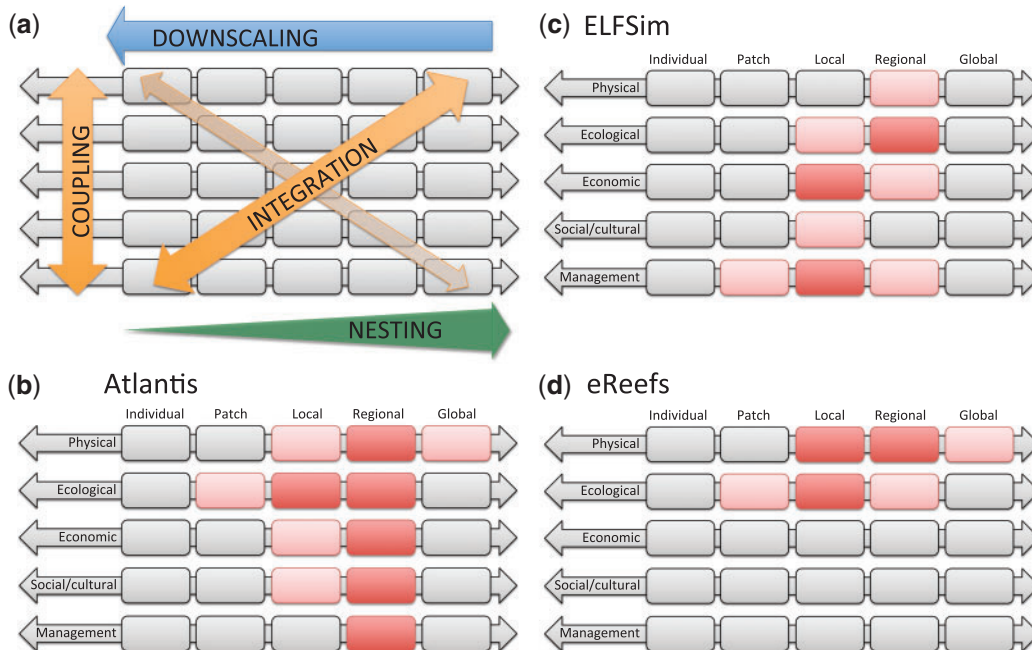 (a)
DOWNSCALING
COUPLING
INTEGRATION
NESTING
(b) Atlantis
Individual Patch Local Regional Global
Physical
Ecological
Economic
Social/cultural
Management
(c) ELFSim
Individual Patch Local Regional Global
Physical
Ecological
Economic
Social/cultural
Management
(d) eReefs
Individual Patch Local Regional Global
Physical
Ecological
Economic
Social/cultural
Management